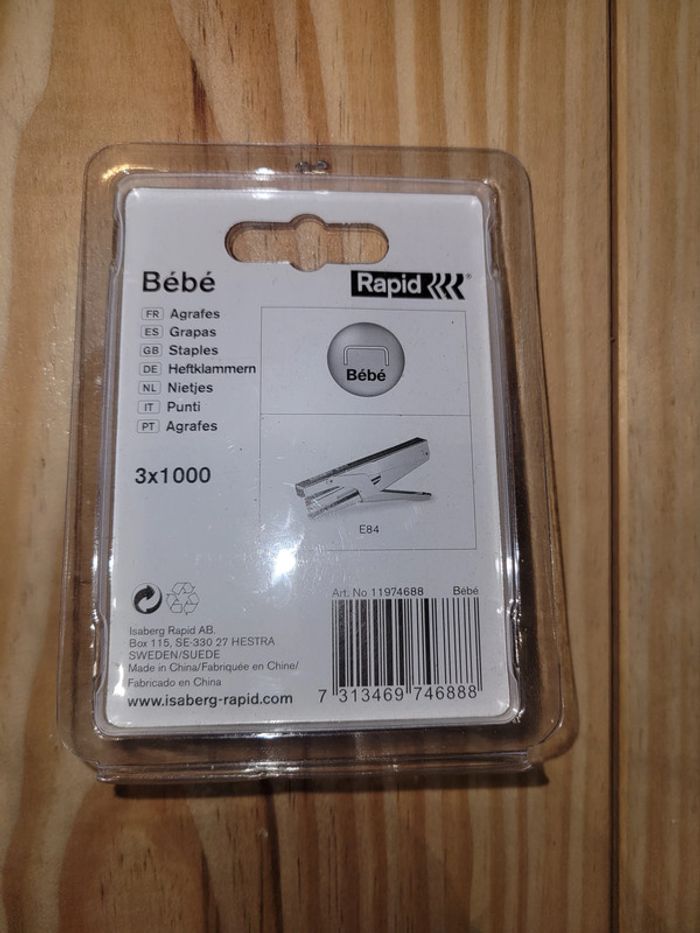 Bébé
Rapid ®
FR Agrafes
ES Grapas
GB Staples
DE Heftklammern
NL Nietjes
IT Punti
PT Agrafes
3x1000
Bébé
E84
Art. No 11974688 Bébé
Isaberg Rapid AB.
Box 115, SE-330 27 HESTRA
SWEDEN/SUEDE
Made in China/Fabriquée en Chine/
Fabricado en China
www.isaberg-rapid.com
7 313469 746888